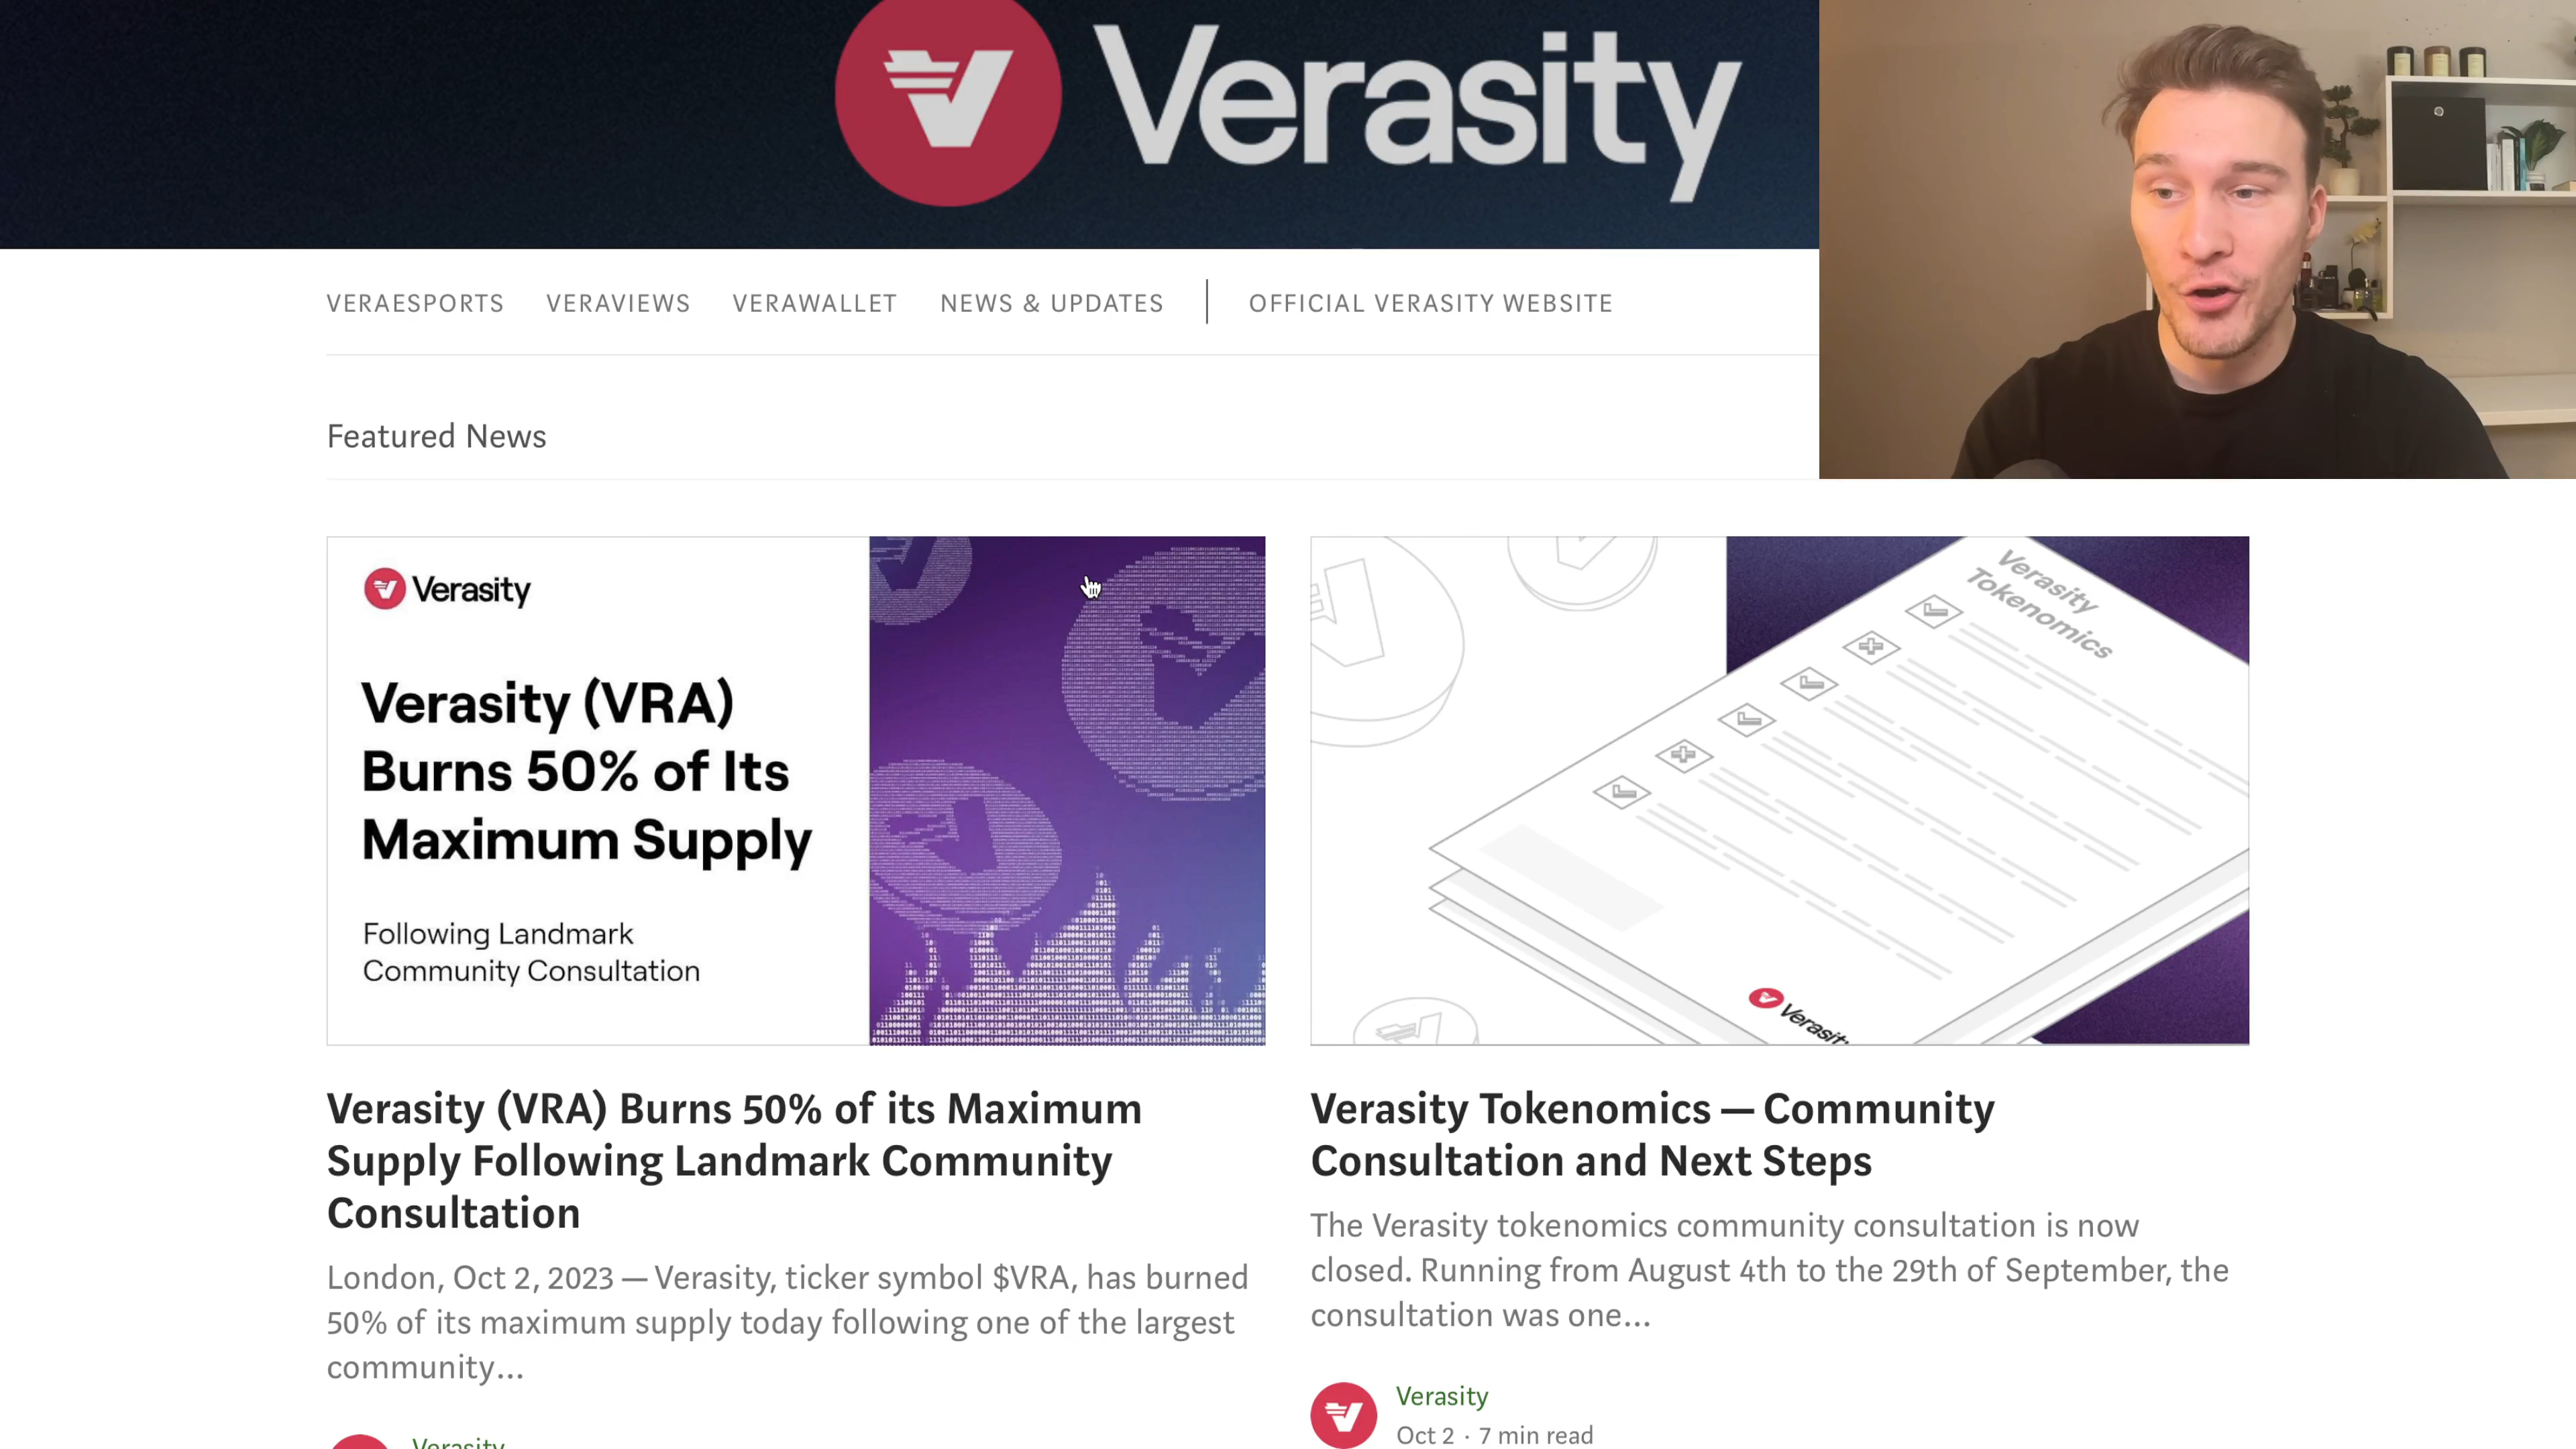 Verasity
VERAESPORTS VERAVIEWS VERAWALLET NEWS & UPDATES OFFICIAL VERASITY WEBSITE
Featured News
Verasity
Verasity (VRA)
Burns 50% of Its
Maximum Supply
Following Landmark
Community Consultation
Verasity
Tokenomics
Verasity
Verasity (VRA) Burns 50% of its Maximum
Supply Following Landmark Community
Consultation
London, Oct 2, 2023 — Verasity, ticker symbol $VRA, has burned
50% of its maximum supply today following one of the largest
community...
Verasity
Verasity Tokenomics — Community
Consultation and Next Steps
The Verasity tokenomics community consultation is now
closed. Running from August 4th to the 29th of September, the
consultation was one...
Verasity
Oct 2 · 7 min read